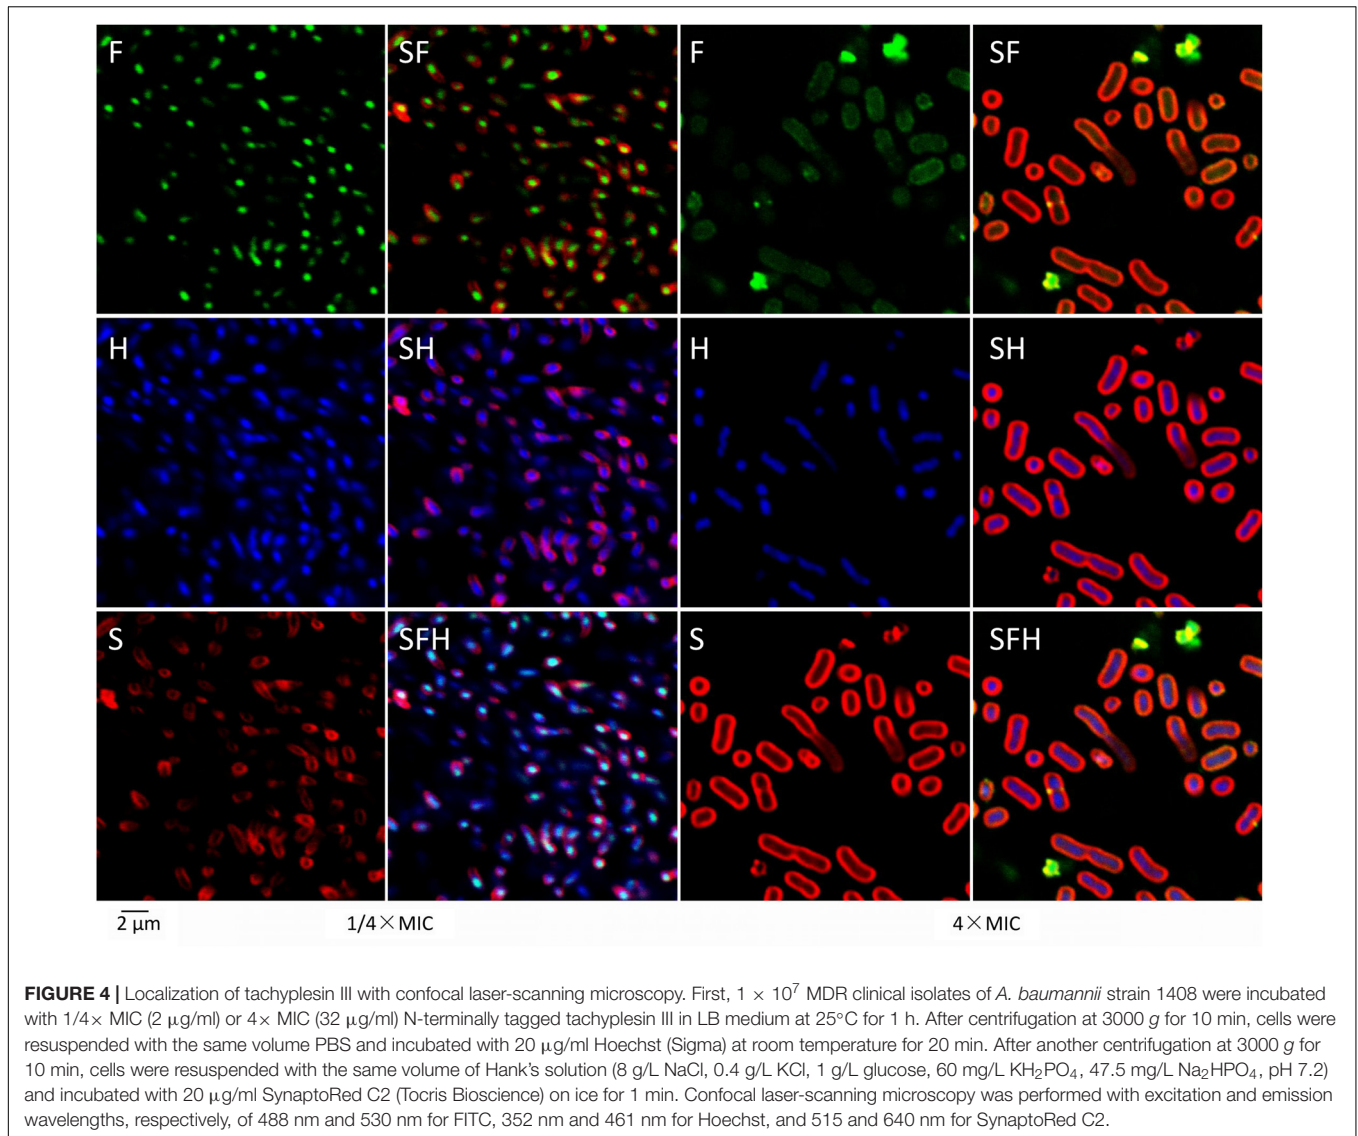 F SF F SF
H SH H SH
S SFH S SFH
2 μm 1/4×MIC 4×MIC
FIGURE 4 | Localization of tachyplesin III with confocal laser-scanning microscopy. First, 1 × 10⁷ MDR clinical isolates of A. baumannii strain 1408 were incubated
with 1/4× MIC (2 μg/ml) or 4× MIC (32 μg/ml) N-terminally tagged tachyplesin III in LB medium at 25°C for 1 h. After centrifugation at 3000 g for 10 min, cells were
resuspended with the same volume PBS and incubated with 20 μg/ml Hoechst (Sigma) at room temperature for 20 min. After another centrifugation at 3000 g for
10 min, cells were resuspended with the same volume of Hank's solution (8 g/L NaCl, 0.4 g/L KCl, 1 g/L glucose, 60 mg/L KH₂PO₄, 47.5 mg/L Na₂HPO₄, pH 7.2)
and incubated with 20 μg/ml SynaptoRed C2 (Tocris Bioscience) on ice for 1 min. Confocal laser-scanning microscopy was performed with excitation and emission
wavelengths, respectively, of 488 nm and 530 nm for FITC, 352 nm and 461 nm for Hoechst, and 515 and 640 nm for SynaptoRed C2.